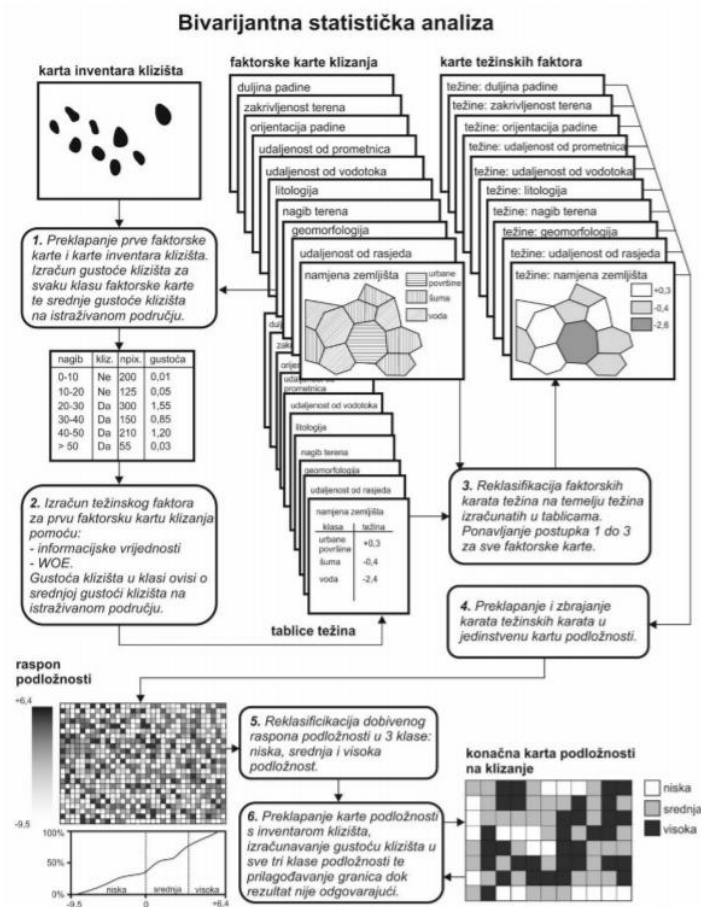 Bivarijantna statistička analiza
karta inventara klizišta
faktorske karte klizanja
duljina padine
zakrivljenost terena
orijentacija padine
udaljenost od prometnica
udaljenost od vodotoka
litologija
nagib terena
geomorfologija
udaljenost od rasjeda
namjena zemljišta
urbane
površine
šuma
voda
karte težinskih faktora
težine: duljina padine
težine: zakrivljenost terena
težine: orijentacija padine
težine: udaljenost od prometnica
težine: udaljenost od vodotoka
težine: litologija
težine: nagib terena
težine: geomorfologija
težine: udaljenost od rasjeda
težine: namjena zemljišta
+0,3
-0,4
-2,6
1. Preklapanje prve faktorske
karte i karte inventara klizišta.
Izračun gustoće klizišta za
svaku klasu faktorske karte
te srednje gustoće klizišta
na istraživanom području.
nagib kliz. npix. gustoća
0-10 Ne 200 0,01
10-20 Ne 125 0,05
20-30 Da 300 1,55
30-40 Da 150 0,85
40-50 Da 210 1,20
> 50 Da 55 0,03
2. Izračun težinskog faktora
za prvu faktorsku kartu klizanja
pomoću:
- informacijske vrijednosti
- WOE.
Gustoća klizišta u klasi ovisi o
srednjoj gustoći klizišta na
istraživanom području.
dulj
zakri
orijen
udaljenost od
prometnica
udaljenost od vodotoka
litologija
nagib terena
geomorfologija
udaljenost od rasjeda
namjena zemljišta
klasa težina
urbane
površine +0,3
šuma -0,4
voda -2,4
tablice težina
3. Reklasifikacija faktorskih
karata težina na temelju težina
izračunatih u tablicama.
Ponavljanje postupka 1 do 3
za sve faktorske karte.
4. Preklapanje i zbrajanje
karata težinskih karata
u jedinstvenu kartu podložnosti.
raspon
podložnosti
+6,4
-9,5
100%
50%
0%
niska srednja visoka
-9.5 0 +6,4
5. Reklasificikacija dobivenog
raspona podložnosti u 3 klase:
niska, srednja i visoka
podložnost.
6. Preklapanje karte podložnosti
s inventarom klizišta,
izračunavanje gustoću klizišta u
sve tri klase podložnosti te
prilagođavanje granica dok
rezultat nije odgovarajući.
konačna karta podložnosti
na klizanje
niska
srednja
visoka